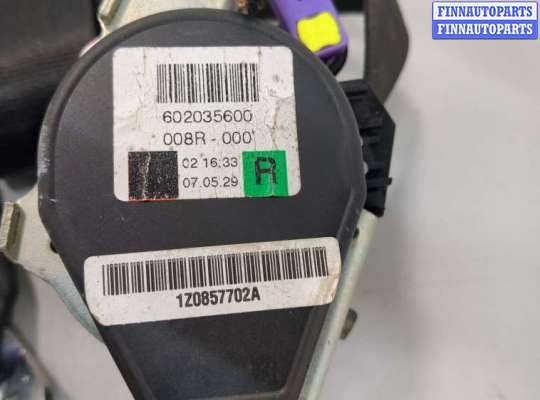 FINNAUTOPARTS
FINNAUTOPARTS
602035600
008R - 000
02 16:33
07.05.29
R
1Z0857702A